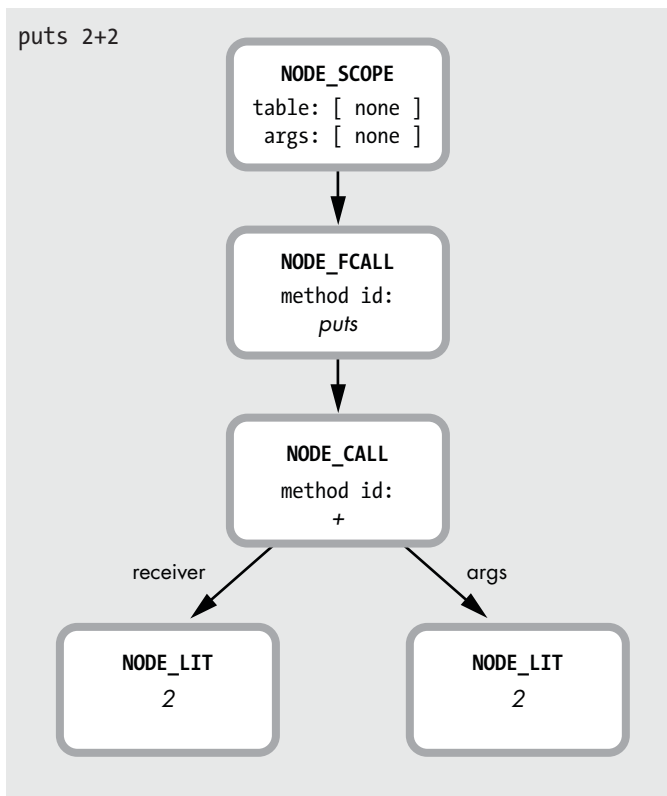 puts 2+2
NODE_SCOPE
table: [ none ]
args: [ none ]
NODE_FCALL
method id:
puts
NODE_CALL
method id:
+
receiver
args
NODE_LIT
2
NODE_LIT
2